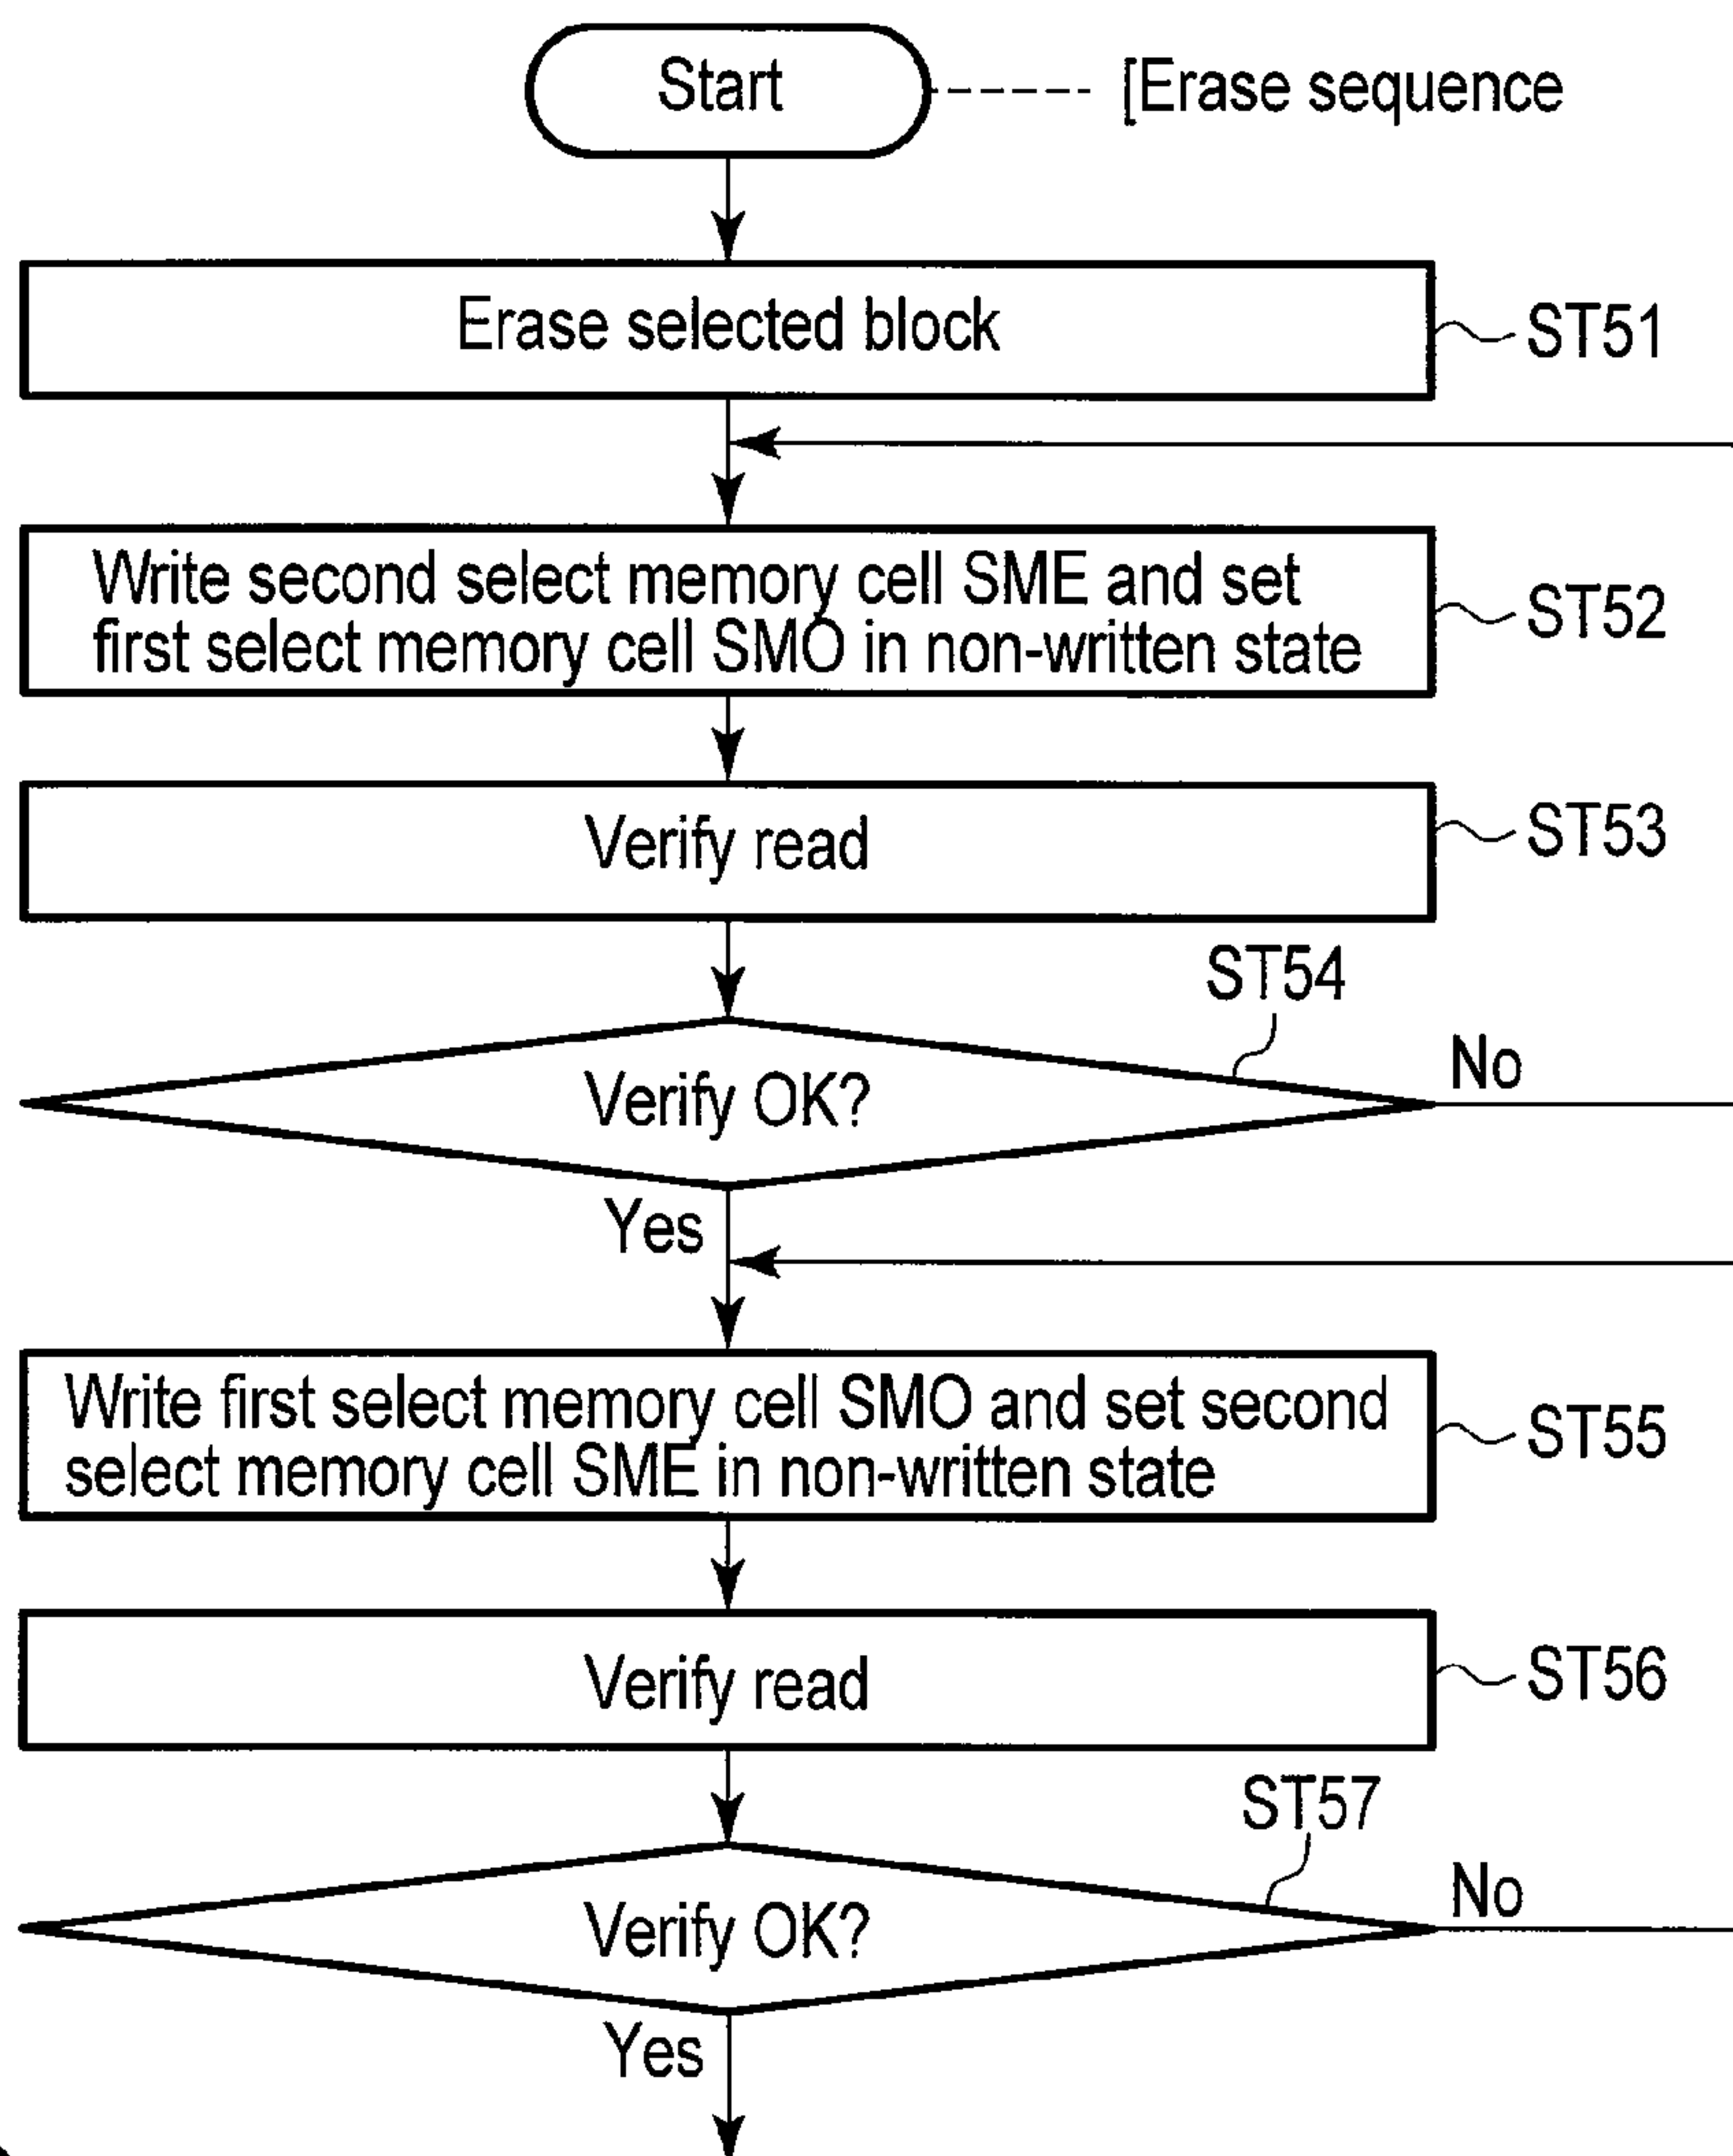 Start
[Erase sequence
Erase selected block
ST51
Write second select memory cell SME and set
first select memory cell SMO in non-written state
ST52
Verify read
ST53
ST54
Verify OK?
No
Yes
Write first select memory cell SMO and set second
select memory cell SME in non-written state
ST55
Verify read
ST56
ST57
Verify OK?
No
Yes